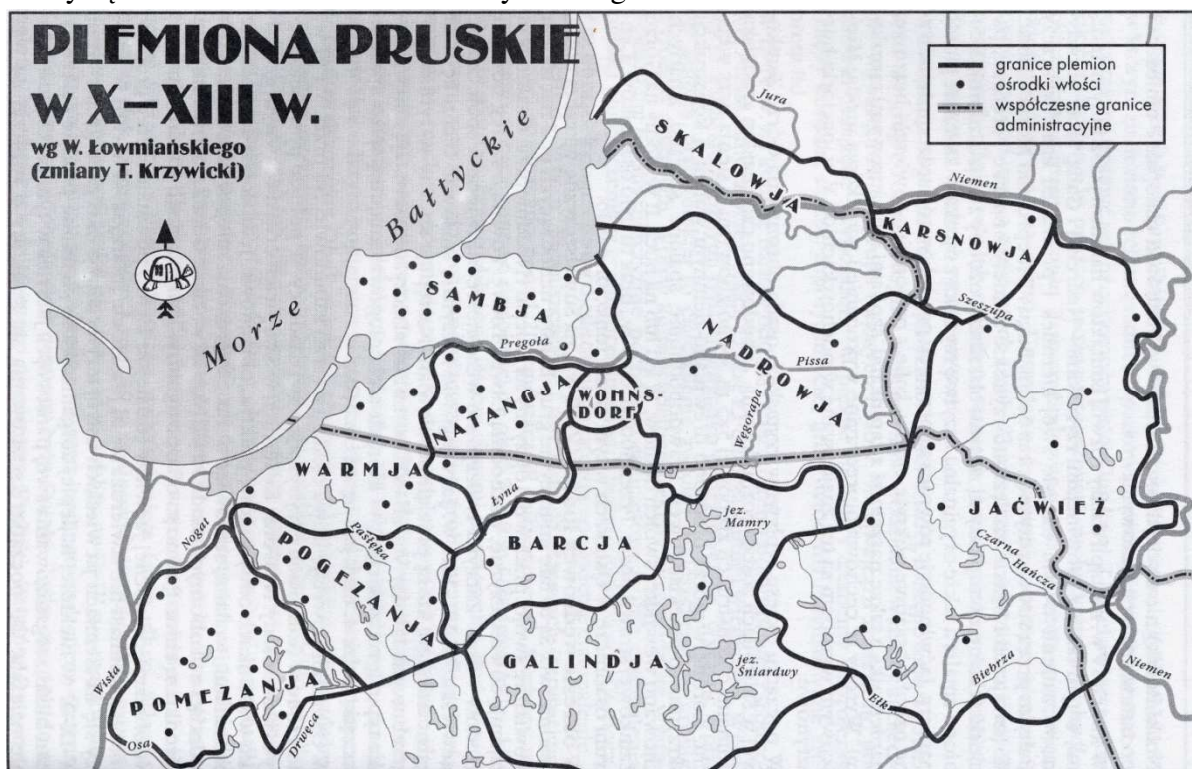 PLEMIONA PRUSKIE
w X–XIII w.
wg W. Łowmiańskiego
(zmiany T. Krzywicki)
granice plemion
ośrodki włości
współczesne granice
administracyjne
Morze Bałtyckie
Jura
SKALOWJA
Niemen
KARSNOWJA
Szeszupa
SAMBJA
Pregoła
NADROWJA
Pissa
Węgorapa
NATANGJA
WOHNS-
DORF
WARMJA
Łyna
jez.
Mamry
JAĆWIEŻ
Czarna
Hańcza
Nogat
Pasłęka
POGEZANJA
BARCJA
GALINDJA
jez.
Śniardwy
Biebrza
Niemen
Ełk
Wisła
POMEZANJA
Osa
Drwęca